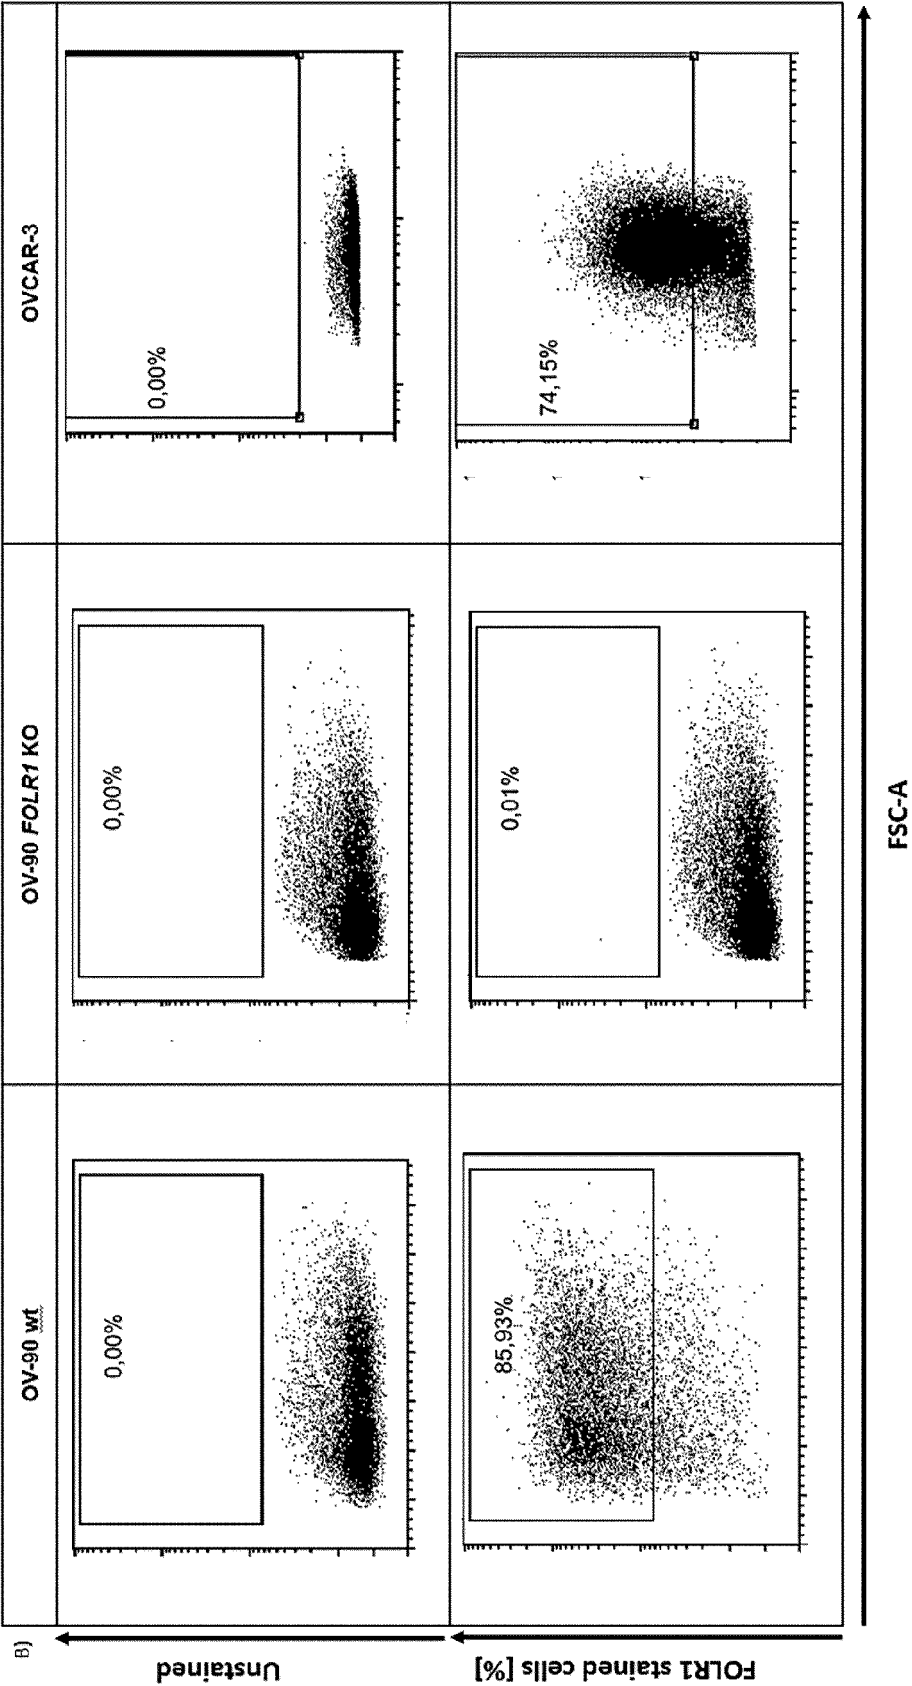 B)
OV-90 wt
OV-90 FOLR1 KO
OVCAR-3
Unstained
0,00%
0,00%
0,00%
FOLR1 stained cells [%]
85,93%
0,01%
74,15%
FSC-A